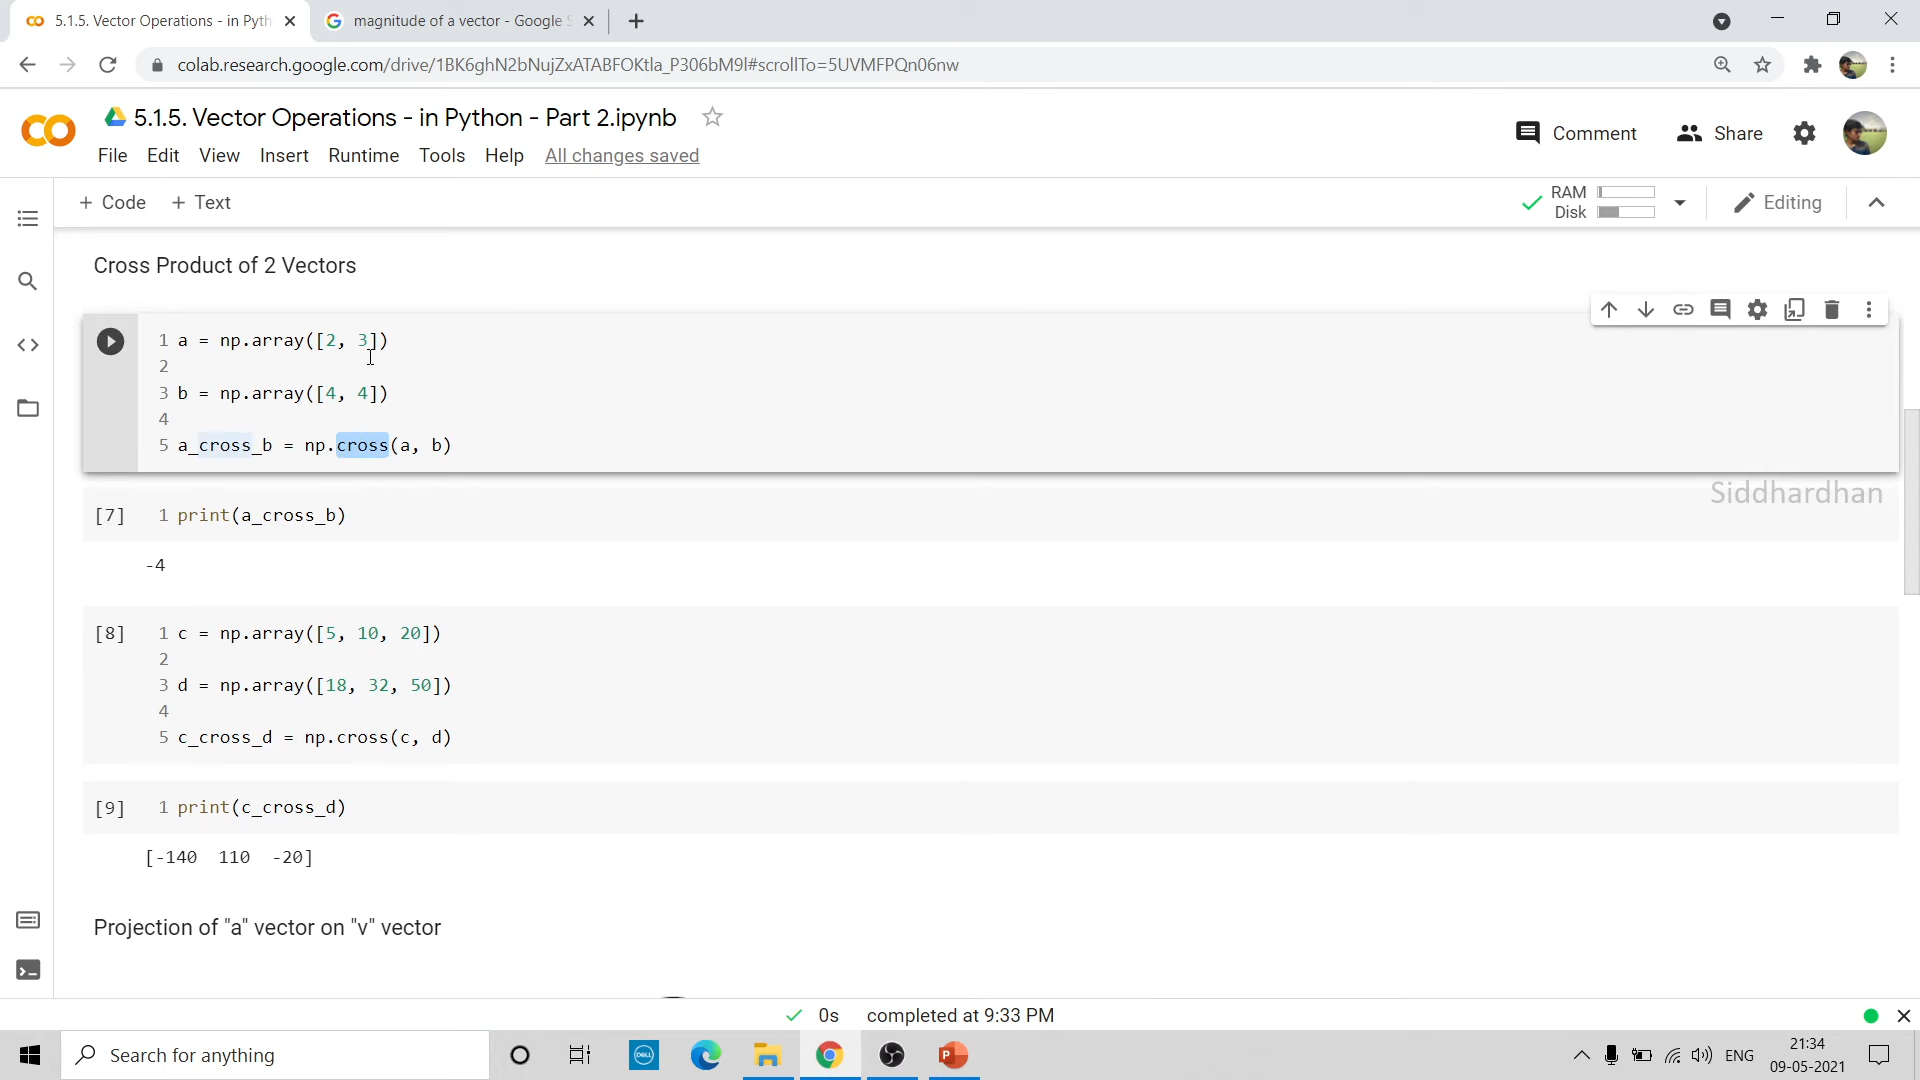 5.1.5. Vector Operations - in Pyth
magnitude of a vector - Google S
colab.research.google.com/drive/1BK6ghN2bNujZxATABFOKtla_P306bM9l#scrollTo=5UVMFPQn06nw
5.1.5. Vector Operations - in Python - Part 2.ipynb
Comment Share
File Edit View Insert Runtime Tools Help All changes saved
+ Code + Text
RAM
Disk
Editing
Cross Product of 2 Vectors
1 a = np.array([2, 3])
2
3 b = np.array([4, 4])
4
5 a_cross_b = np.cross(a, b)
Siddhardhan
[7] 1 print(a_cross_b)
-4
[8] 1 c = np.array([5, 10, 20])
2
3 d = np.array([18, 32, 50])
4
5 c_cross_d = np.cross(c, d)
[9] 1 print(c_cross_d)
[-140 110 -20]
Projection of "a" vector on "v" vector
0s completed at 9:33 PM
Search for anything
DELL
P
ENG
21:34
09-05-2021